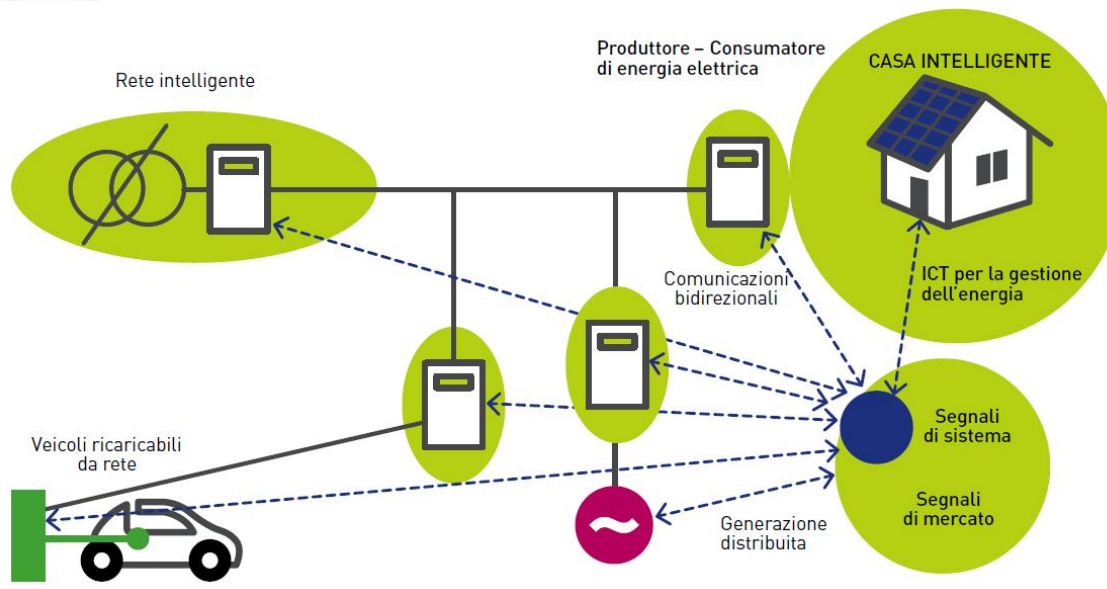 Rete intelligente
Produttore – Consumatore
di energia elettrica
CASA INTELLIGENTE
Comunicazioni
bidirezionali
ICT per la gestione
dell'energia
Veicoli ricaricabili
da rete
Segnali
di sistema
Segnali
di mercato
Generazione
distribuita